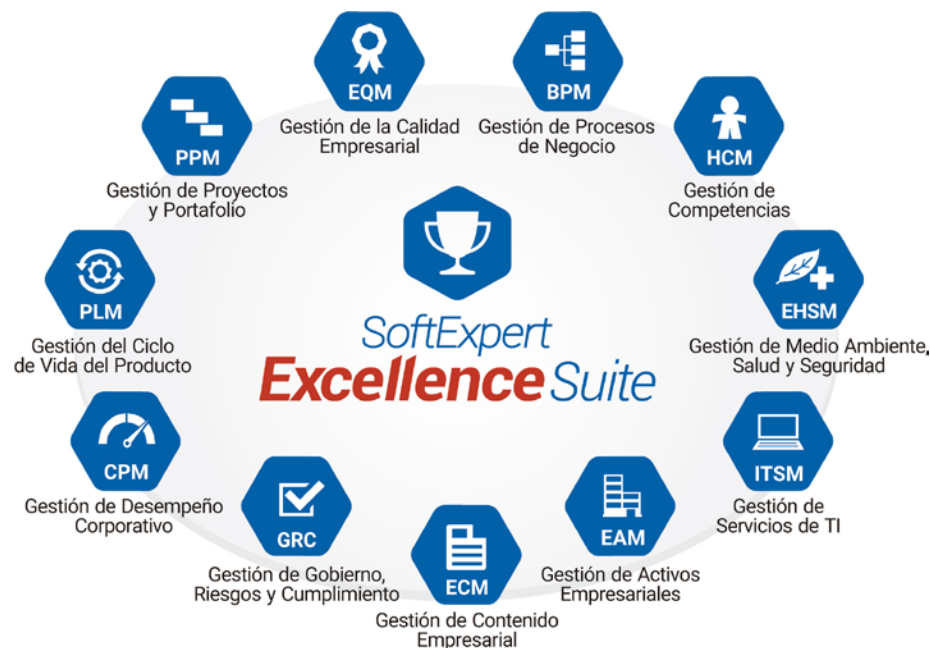 EQM
Gestión de la Calidad
Empresarial
BPM
Gestión de Procesos
de Negocio
PPM
Gestión de Proyectos
y Portafolio
HCM
Gestión de
Competencias
PLM
Gestión del Ciclo
de Vida del Producto
SoftExpert
Excellence Suite
EHSM
Gestión de Medio Ambiente,
Salud y Seguridad
CPM
Gestión de Desempeño
Corporativo
ITSM
Gestión de
Servicios de TI
GRC
Gestión de Gobierno,
Riesgos y Cumplimiento
EAM
Gestión de Activos
Empresariales
ECM
Gestión de Contenido
Empresarial